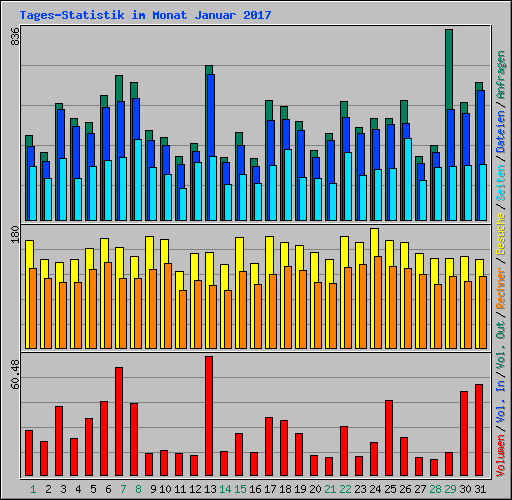 Tages-Statistik im Monat Januar 2017
836
180
60.48
Volumen / Vol. In / Vol. Out / Rechner / Besuche / Seiten / Dateien / Anfragen
1 2 3 4 5 6 7 8 9 10 11 12 13 14 15 16 17 18 19 20 21 22 23 24 25 26 27 28 29 30 31